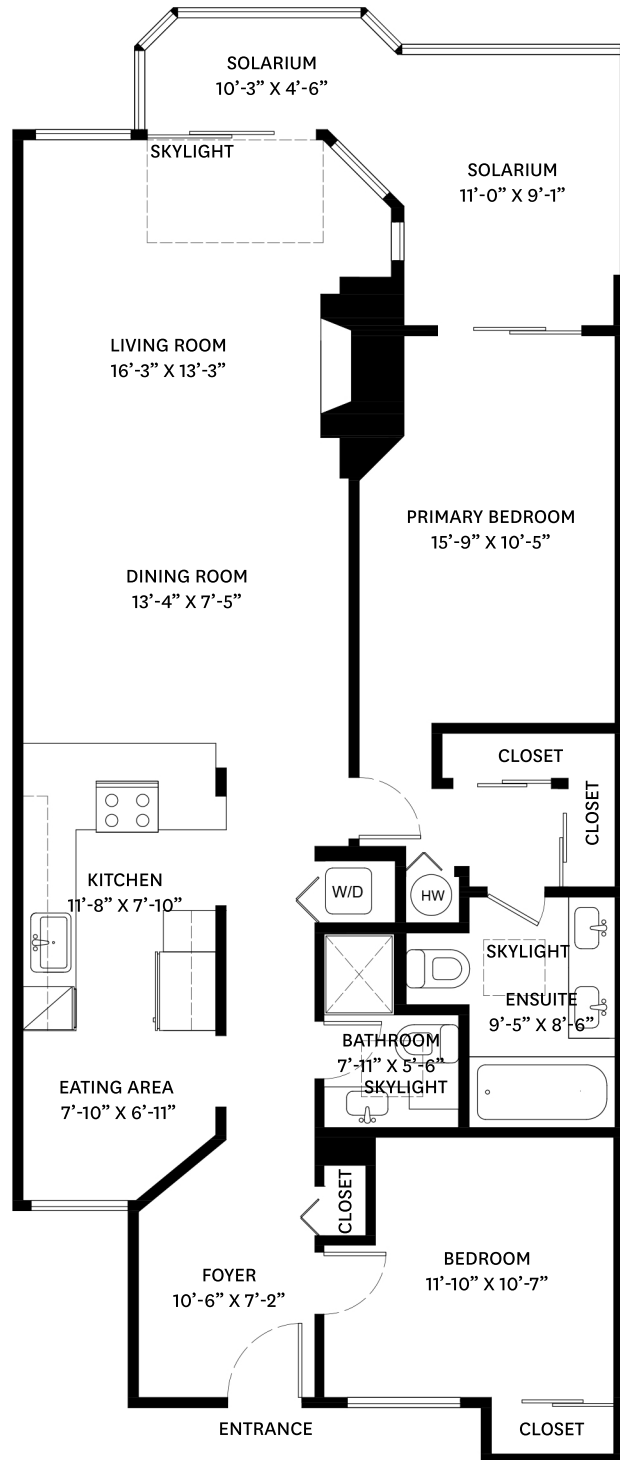 SOLARIUM
10’-3” X 4’-6”
SKYLIGHT
SOLARIUM
11’-0” X 9’-1”
LIVING ROOM
16’-3” X 13’-3”
PRIMARY BEDROOM
15’-9” X 10’-5”
DINING ROOM
13’-4” X 7’-5”
CLOSET
CLOSET
KITCHEN
11’-8” X 7’-10”
W/D
HW
SKYLIGHT
ENSUITE
9’-5” X 8’-6”
BATHROOM
7’-11” X 5’-6”
SKYLIGHT
EATING AREA
7’-10” X 6’-11”
CLOSET
BEDROOM
11’-10” X 10’-7”
FOYER
10’-6” X 7’-2”
ENTRANCE
CLOSET